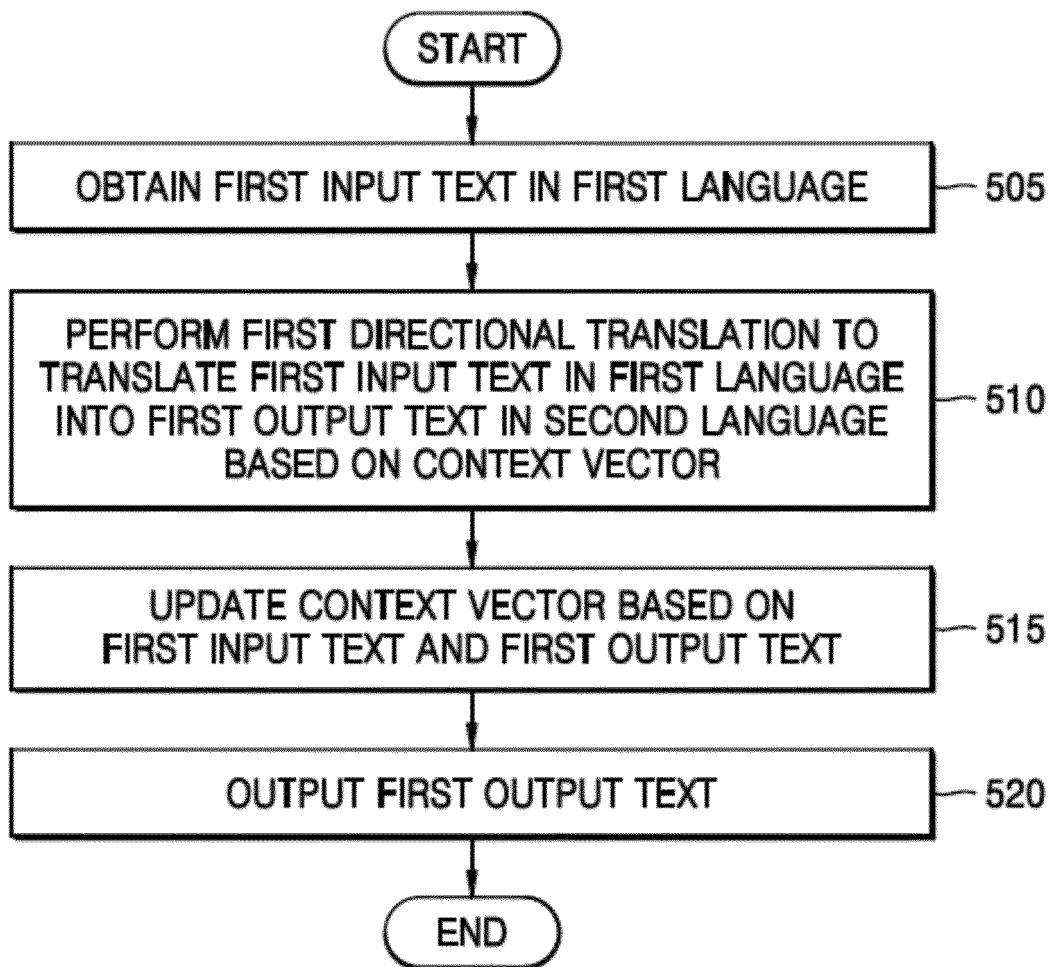 START
OBTAIN FIRST INPUT TEXT IN FIRST LANGUAGE
505
PERFORM FIRST DIRECTIONAL TRANSLATION TO
TRANSLATE FIRST INPUT TEXT IN FIRST LANGUAGE
INTO FIRST OUTPUT TEXT IN SECOND LANGUAGE
BASED ON CONTEXT VECTOR
510
UPDATE CONTEXT VECTOR BASED ON
FIRST INPUT TEXT AND FIRST OUTPUT TEXT
515
OUTPUT FIRST OUTPUT TEXT
520
END